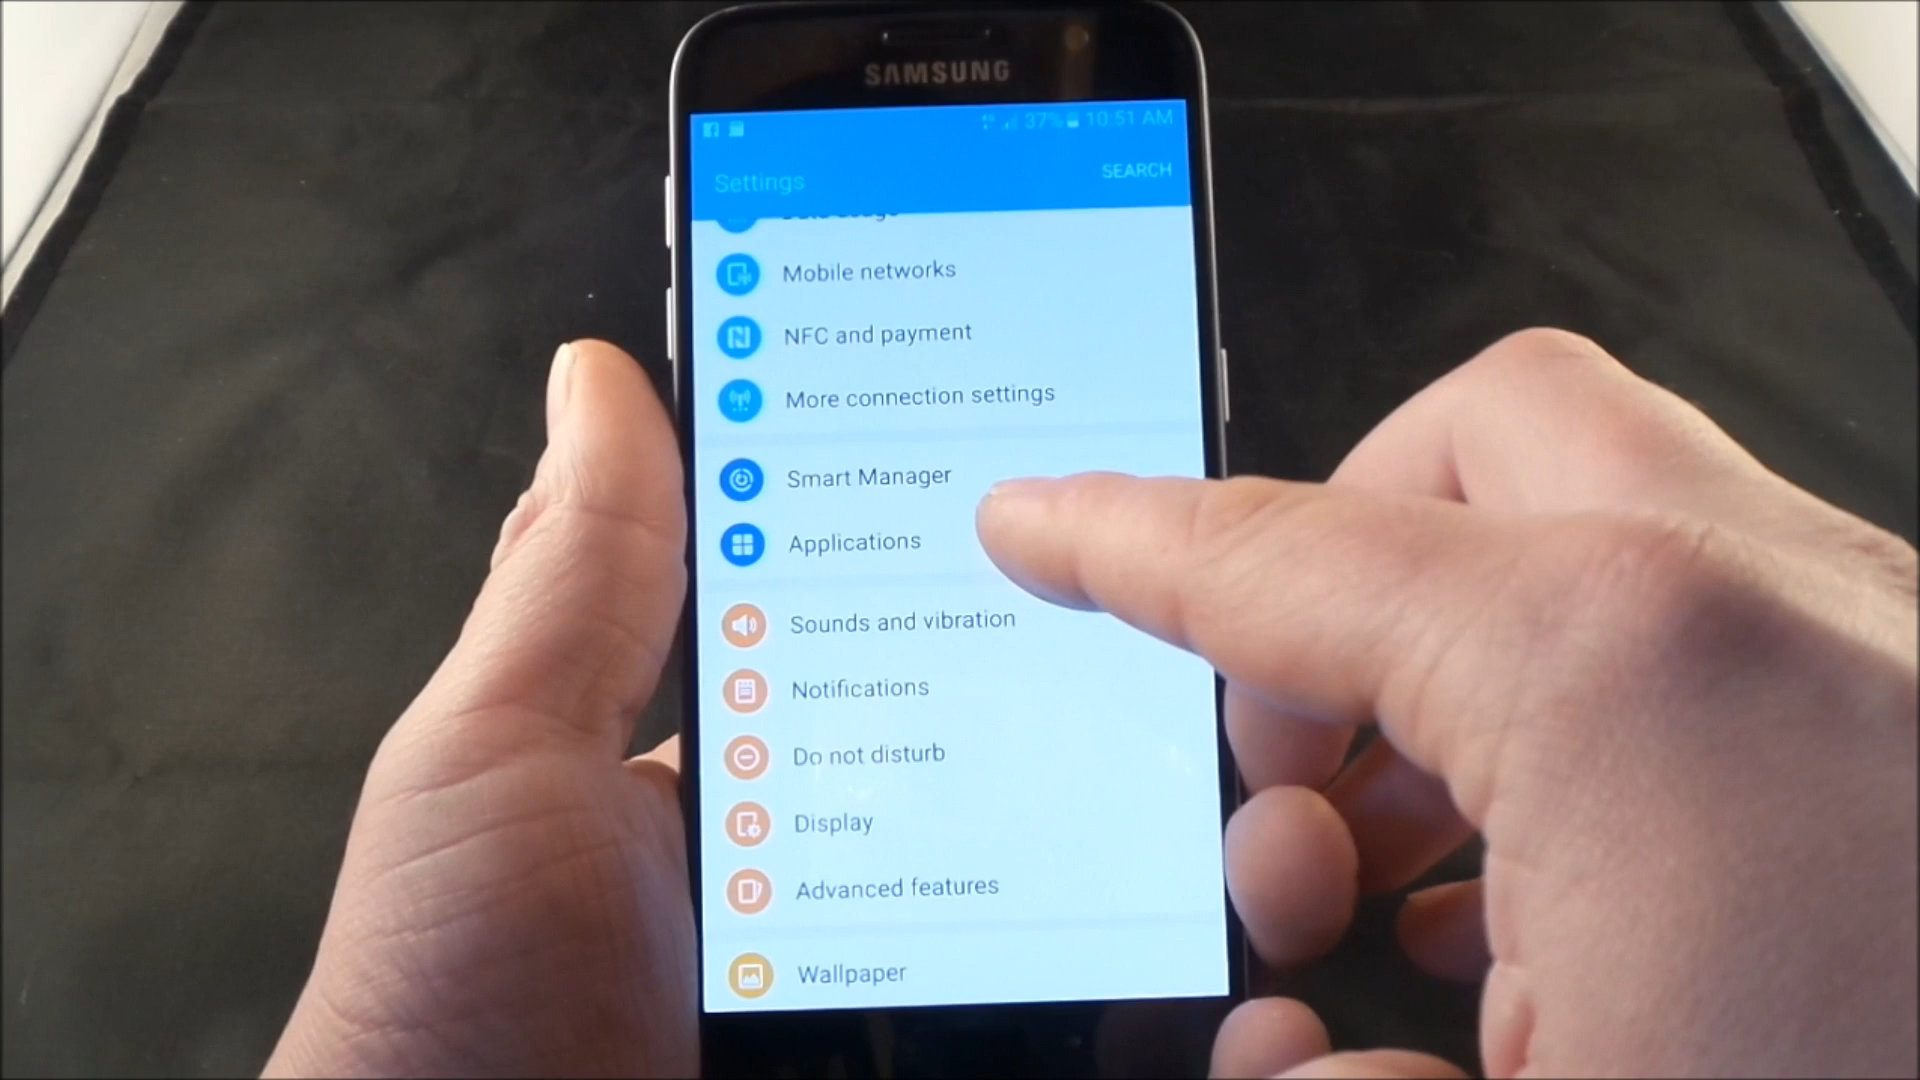 SAMSUNG
37% 10:51 AM
Settings
SEARCH
Mobile networks
NFC and payment
More connection settings
Smart Manager
Applications
Sounds and vibration
Notifications
Do not disturb
Display
Advanced features
Wallpaper